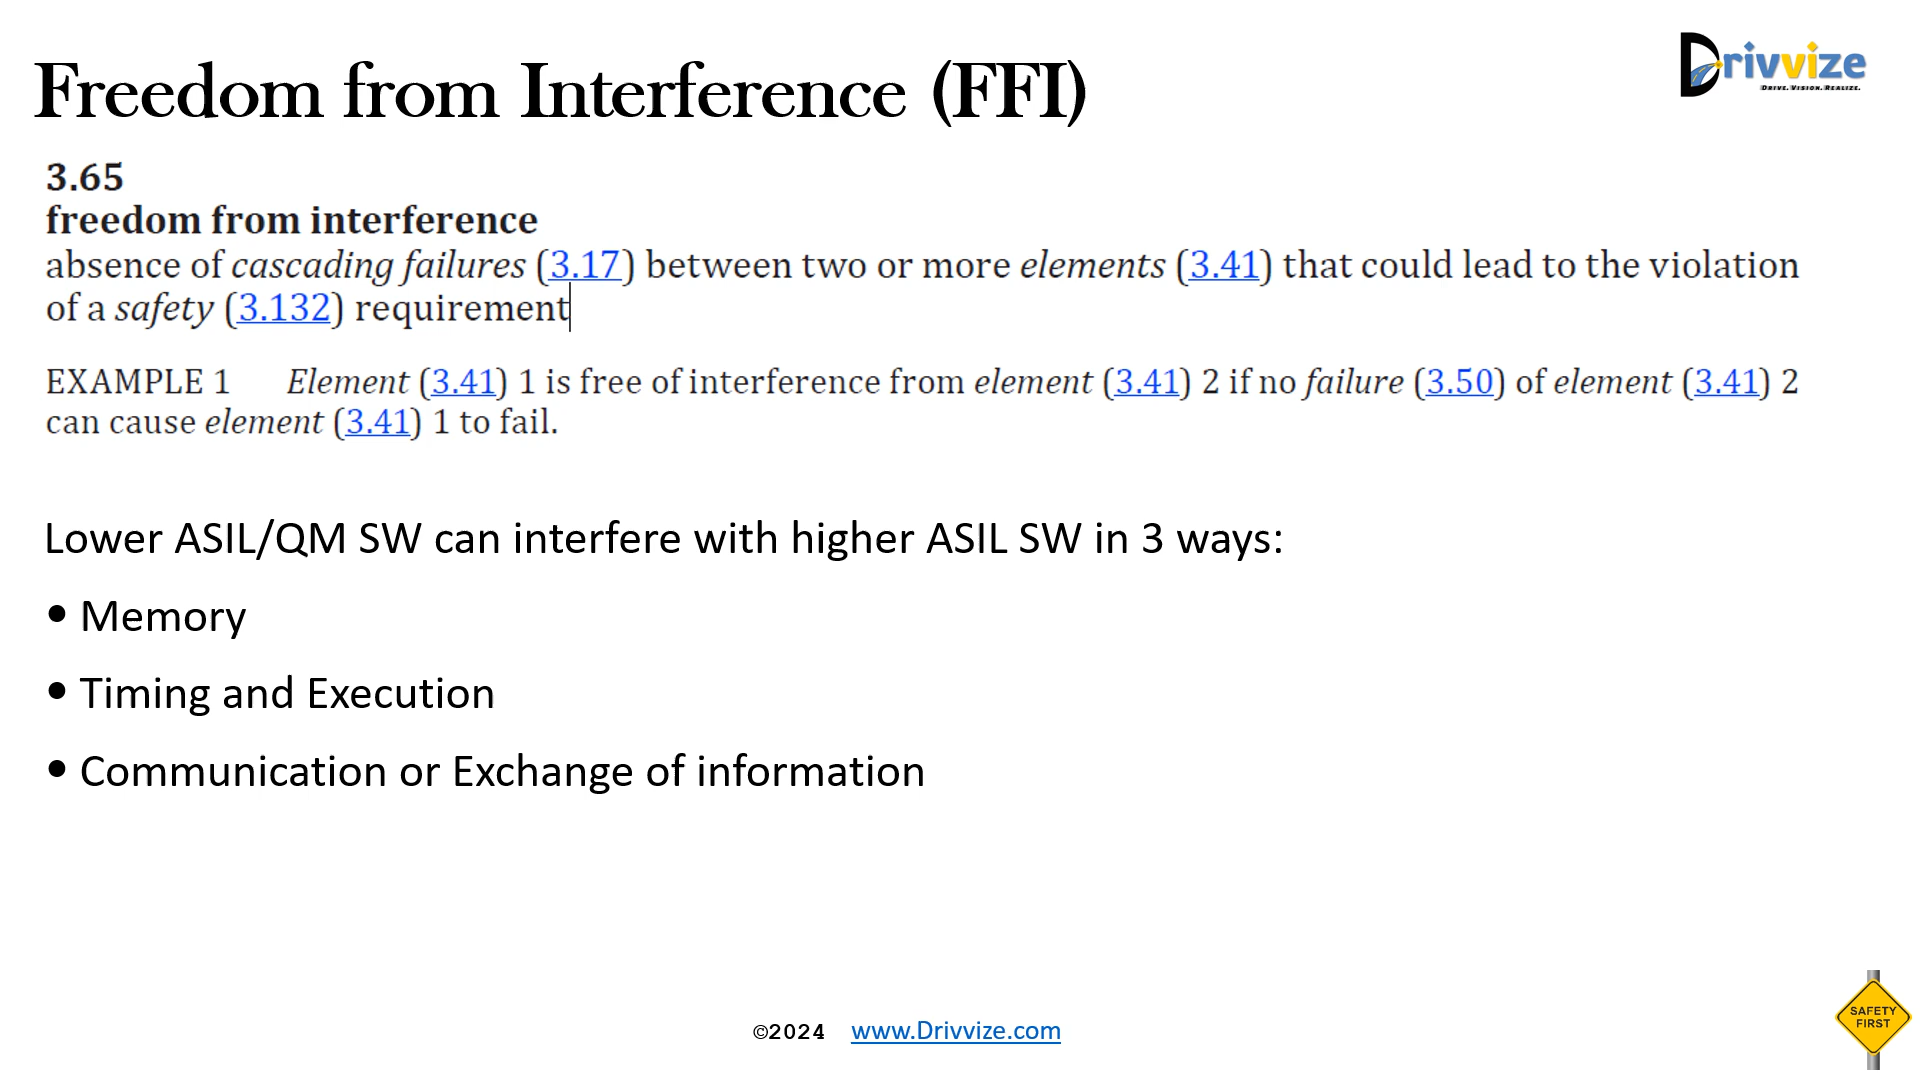 Freedom from Interference (FFI)
Drivvize
DRIVE. VISION. REALIZE.
3.65
freedom from interference
absence of cascading failures (3.17) between two or more elements (3.41) that could lead to the violation
of a safety (3.132) requirement
EXAMPLE 1 Element (3.41) 1 is free of interference from element (3.41) 2 if no failure (3.50) of element (3.41) 2
can cause element (3.41) 1 to fail.
Lower ASIL/QM SW can interfere with higher ASIL SW in 3 ways:
• Memory
• Timing and Execution
• Communication or Exchange of information
©2024 www.Drivvize.com
SAFETY
FIRST